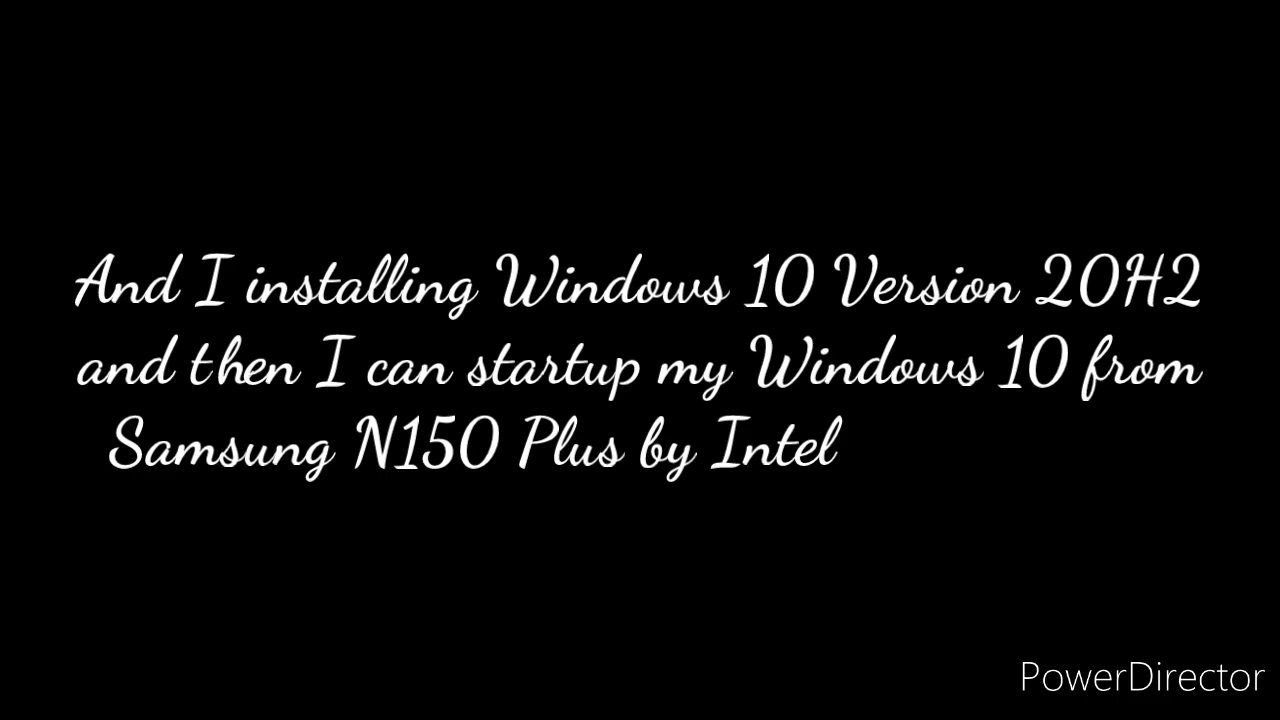 And I installing Windows 10 Version 20H2
and then I can startup my Windows 10 from
Samsung N150 Plus by Intel
PowerDirector